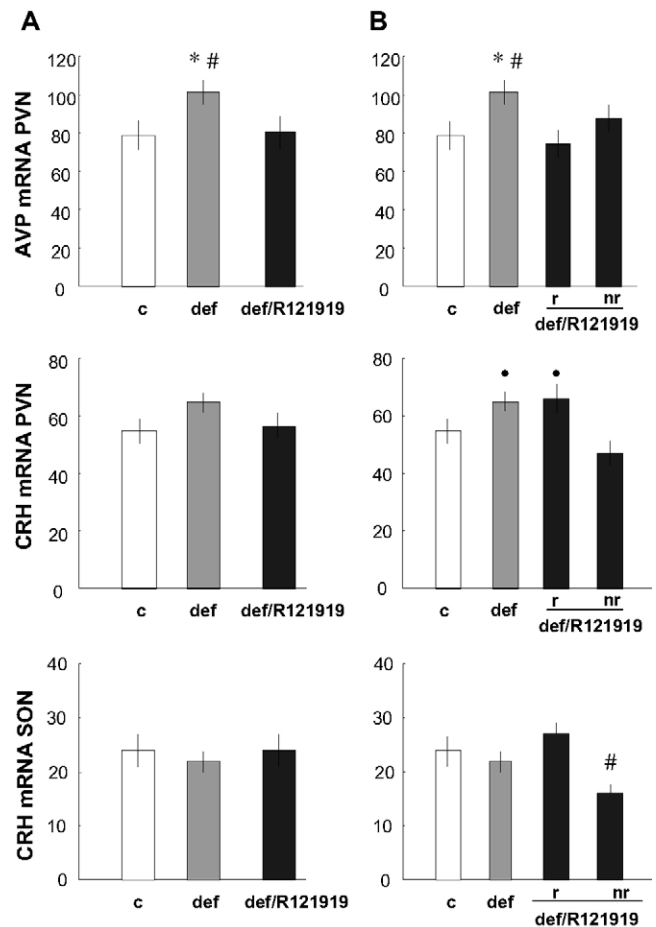 A
B
AVP mRNA PVN
120
100
80
60
40
20
0
* #
c def def/R121919
120
100
80
60
40
20
0
* #
c def r nr
def/R121919
CRH mRNA PVN
80
60
40
20
0
c def def/R121919
80
60
40
20
0
• •
c def r nr
def/R121919
CRH mRNA SON
40
30
20
10
0
c def def/R121919
40
30
20
10
0
#
c def r nr
def/R121919